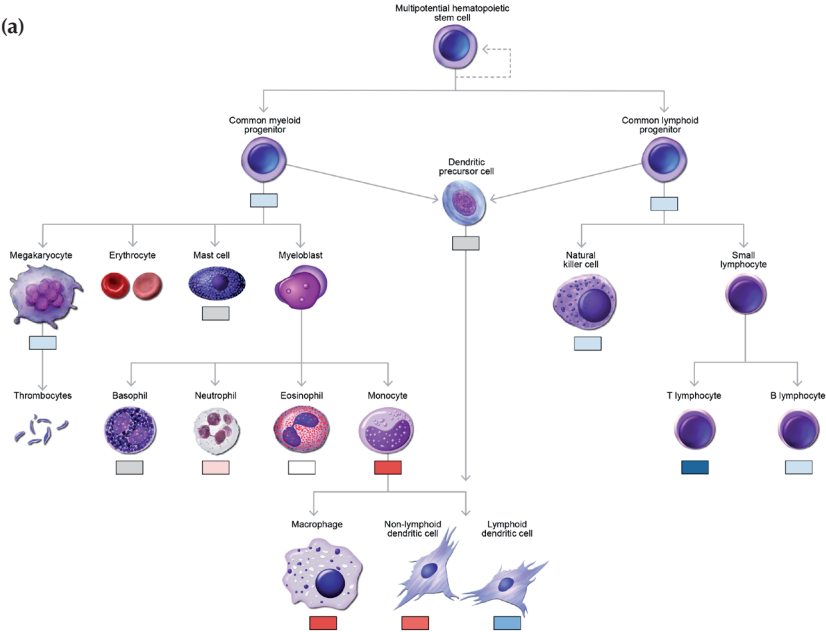 (a)
Multipotential hematopoietic
stem cell
Common myeloid
progenitor
Common lymphoid
progenitor
Dendritic
precursor cell
Megakaryocyte
Erythrocyte
Mast cell
Myeloblast
Natural
killer cell
Small
lymphocyte
Thrombocytes
Basophil
Neutrophil
Eosinophil
Monocyte
T lymphocyte
B lymphocyte
Macrophage
Non-lymphoid
dendritic cell
Lymphoid
dendritic cell